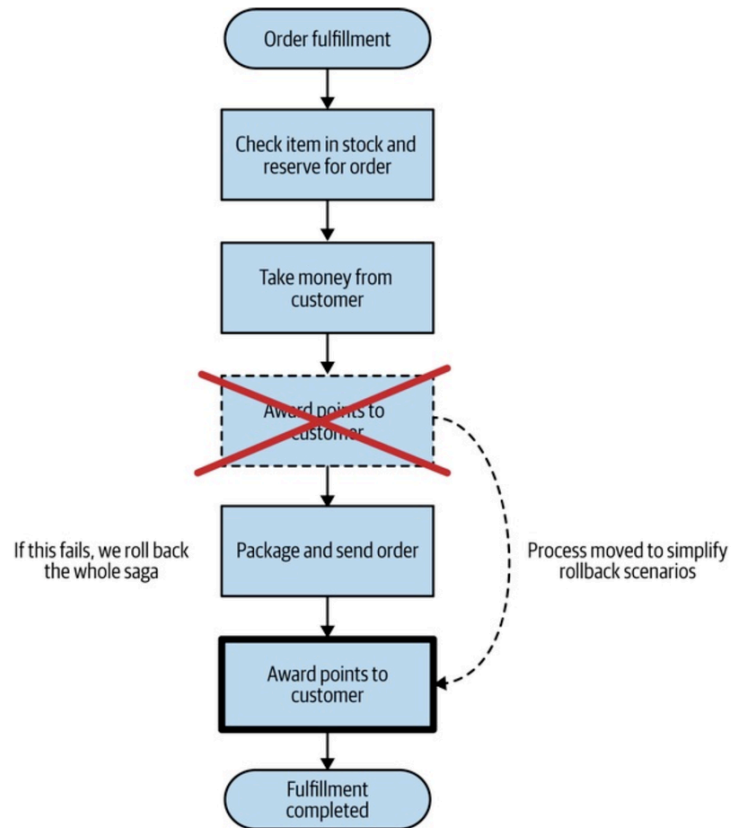 Order fulfillment
Check item in stock and
reserve for order
Take money from
customer
Award points to
customer
If this fails, we roll back
the whole saga
Package and send order
Process moved to simplify
rollback scenarios
Award points to
customer
Fulfillment
completed